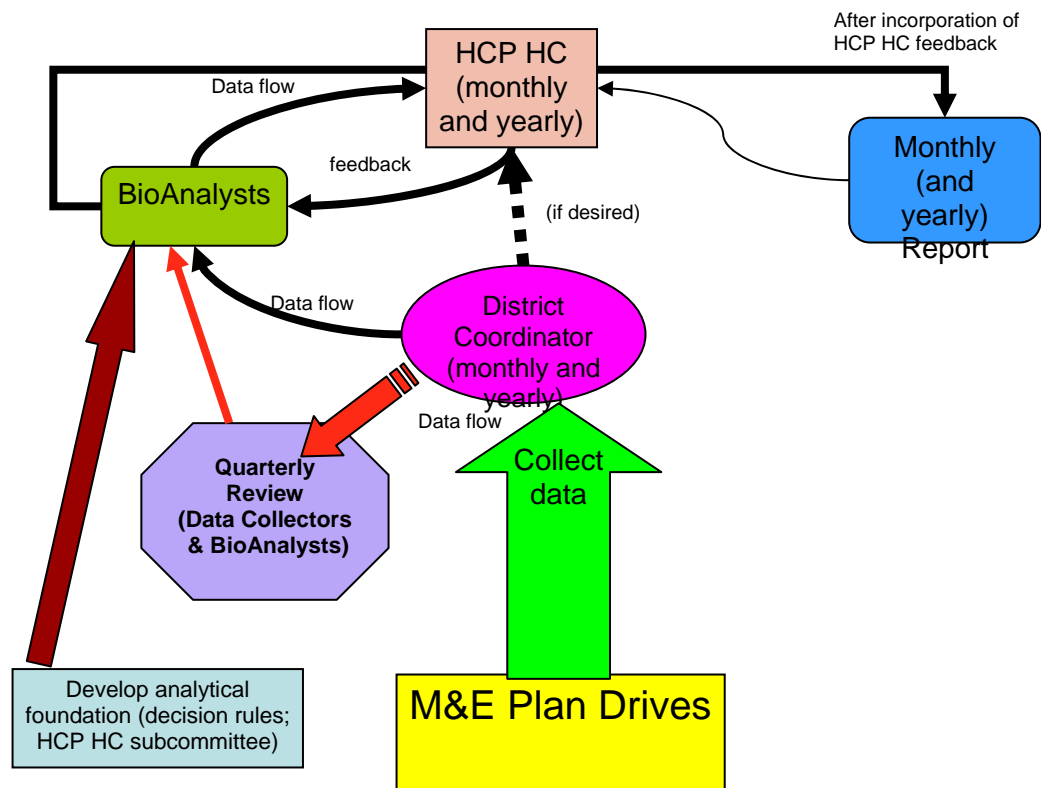 After incorporation of
HCP HC feedback
HCP HC
(monthly
and yearly)
Data flow
feedback
BioAnalysts
Monthly
(and
yearly)
Report
(if desired)
Data flow
District
Coordinator
(monthly and
yearly)
Data flow
Quarterly
Review
(Data Collectors
& BioAnalysts)
Collect
data
Develop analytical
foundation (decision rules;
HCP HC subcommittee)
M&E Plan Drives